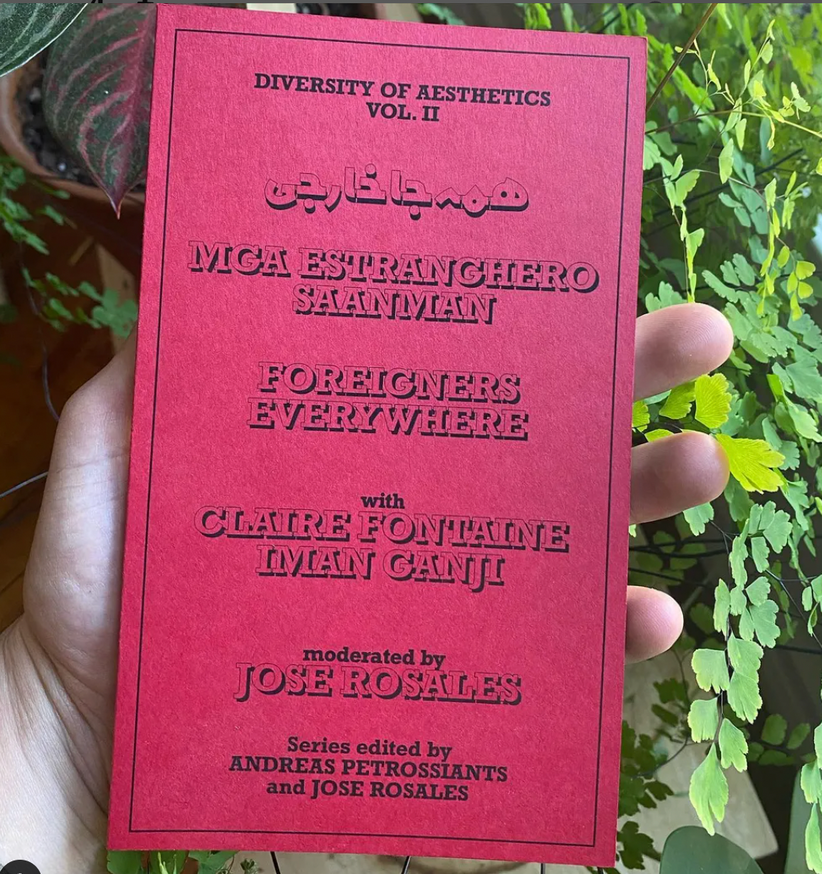 DIVERSITY OF AESTHETICS
VOL. II
همه جا خارجی
MGA ESTRANGHERO
SAANMAN
FOREIGNERS
EVERYWHERE
with
CLAIRE FONTAINE
IMAN GANJI
moderated by
JOSE ROSALES
Series edited by
ANDREAS PETROSSIANTS
and JOSE ROSALES